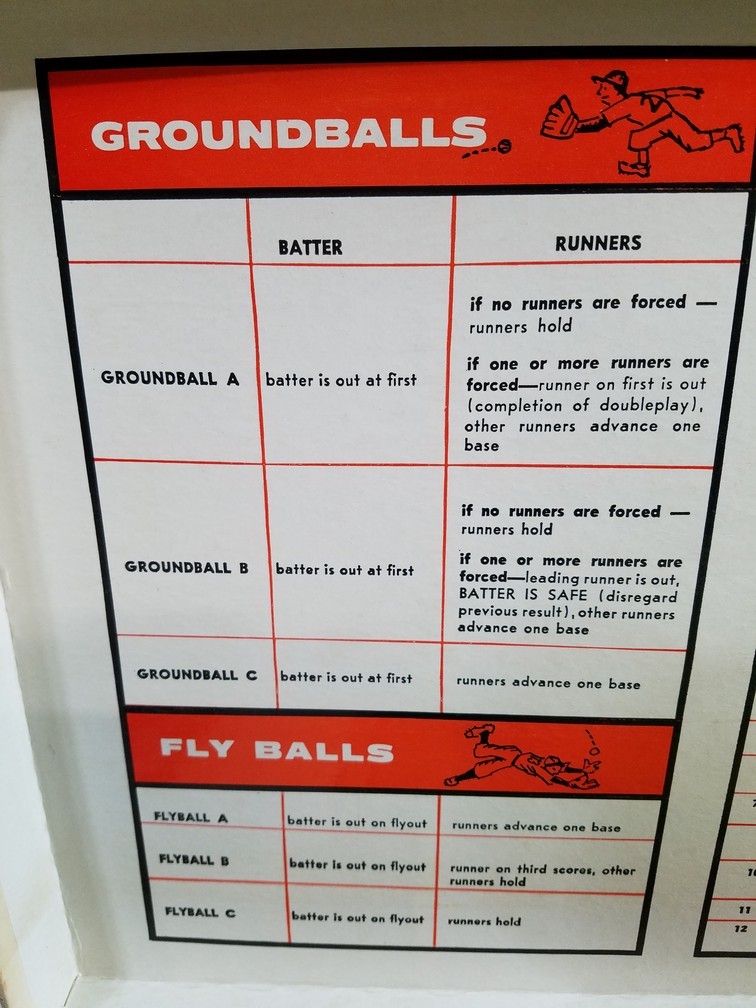 GROUNDBALLS
BATTER
RUNNERS
GROUNDBALL A
batter is out at first
if no runners are forced —
runners hold
if one or more runners are
forced—runner on first is out
(completion of doubleplay),
other runners advance one
base
GROUNDBALL B
batter is out at first
if no runners are forced —
runners hold
if one or more runners are
forced—leading runner is out,
BATTER IS SAFE (disregard
previous result), other runners
advance one base
GROUNDBALL C
batter is out at first
runners advance one base
FLY BALLS
FLYBALL A
batter is out on flyout
runners advance one base
FLYBALL B
batter is out on flyout
runner on third scores, other
runners hold
FLYBALL C
batter is out on flyout
runners hold
11
12